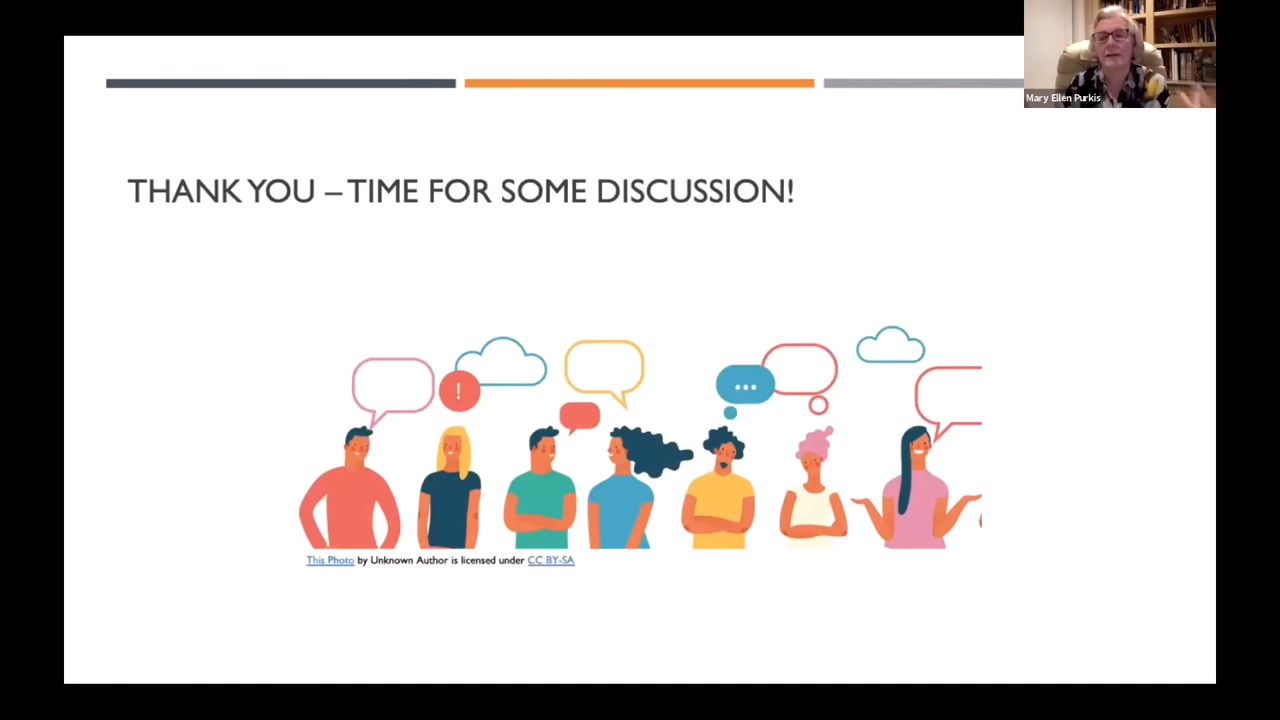 Mary Ellen Purkis
THANK YOU – TIME FOR SOME DISCUSSION!
!
...
This Photo by Unknown Author is licensed under CC BY-SA